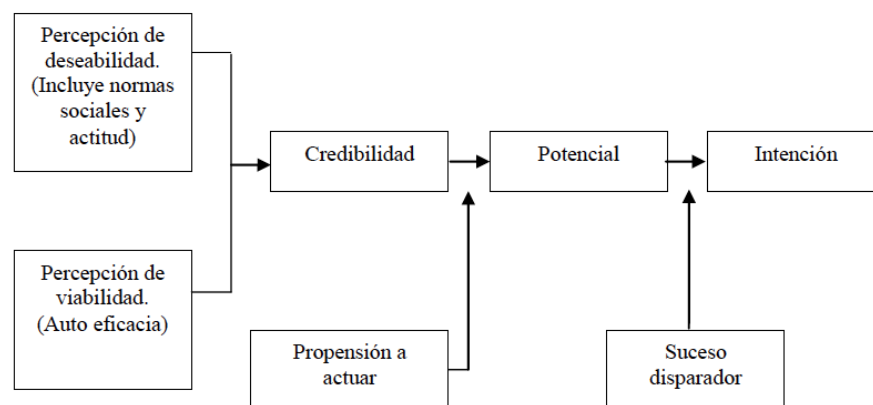 Percepción de
deseabilidad.
(Incluye normas
sociales y
actitud)
Credibilidad
Potencial
Intención
Percepción de
viabilidad.
(Auto eficacia)
Propensión a
actuar
Suceso
disparador